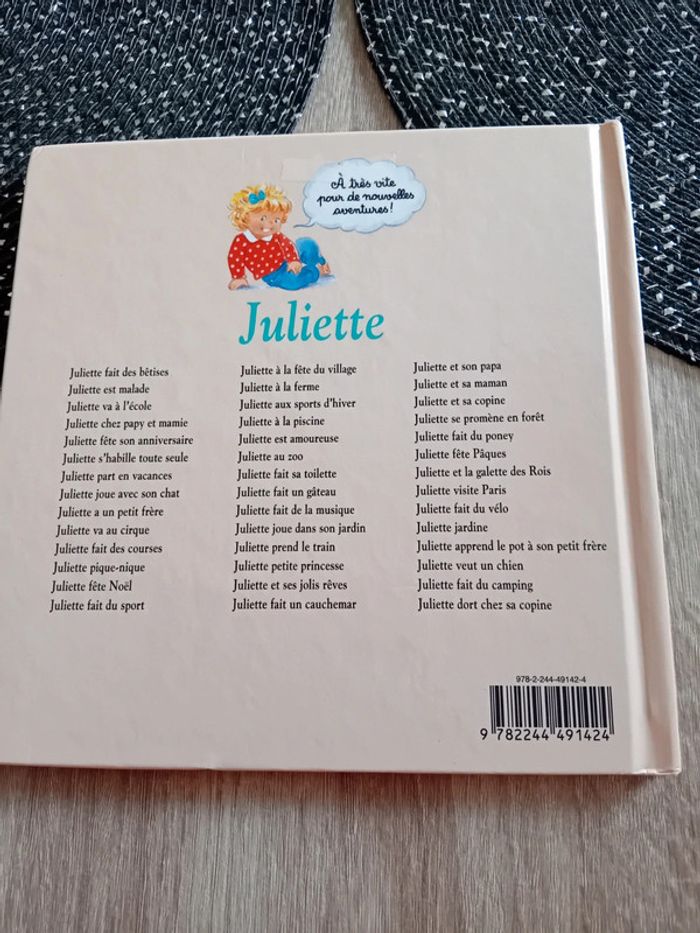 À très vite
pour de nouvelles
aventures !
Juliette
Juliette fait des bêtises
Juliette est malade
Juliette va à l'école
Juliette chez papy et mamie
Juliette fête son anniversaire
Juliette s'habille toute seule
Juliette part en vacances
Juliette joue avec son chat
Juliette a un petit frère
Juliette va au cirque
Juliette fait des courses
Juliette pique-nique
Juliette fête Noël
Juliette fait du sport
Juliette à la fête du village
Juliette à la ferme
Juliette aux sports d'hiver
Juliette à la piscine
Juliette est amoureuse
Juliette au zoo
Juliette fait sa toilette
Juliette fait un gâteau
Juliette fait de la musique
Juliette joue dans son jardin
Juliette prend le train
Juliette petite princesse
Juliette et ses jolis rêves
Juliette fait un cauchemar
Juliette et son papa
Juliette et sa maman
Juliette et sa copine
Juliette se promène en forêt
Juliette fait du poney
Juliette fête Pâques
Juliette et la galette des Rois
Juliette visite Paris
Juliette fait du vélo
Juliette jardine
Juliette apprend le pot à son petit frère
Juliette veut un chien
Juliette fait du camping
Juliette dort chez sa copine
978-2-244-49142-4
9 782244 491424